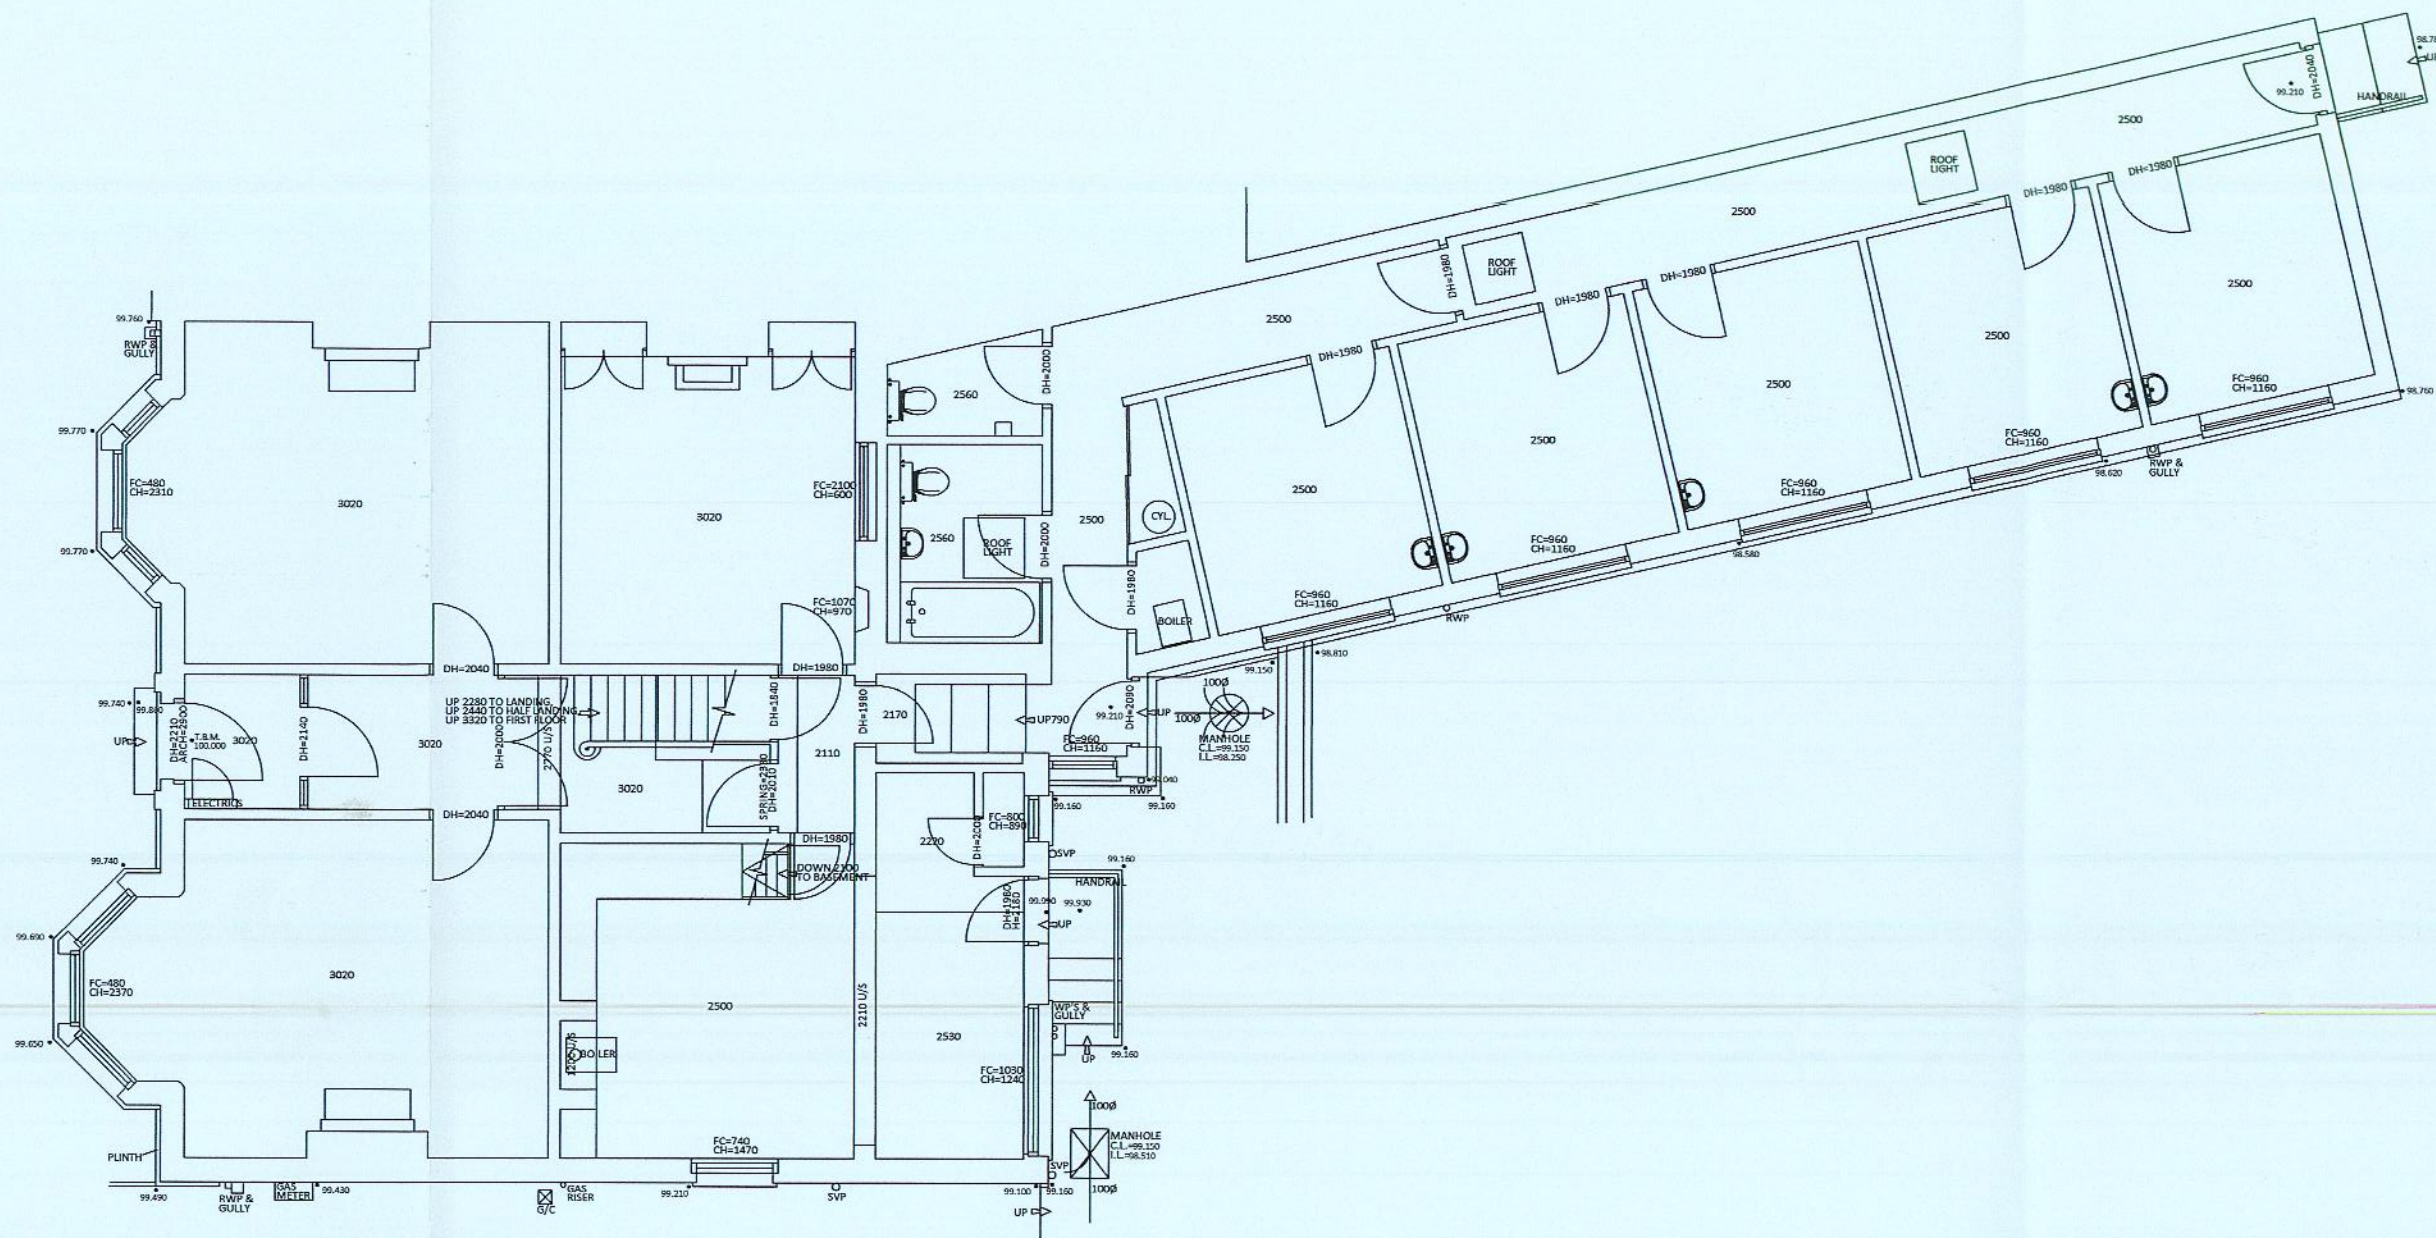 98.78
UP
DH=2040
99.210
HANDRAIL
2500
ROOF
LIGHT
DH=1980
DH=1980
2500
2500
ROOF
LIGHT
DH=1980
DH=1980
DH=1980
2500
2500
FC=960
CH=1160
98.760
99.760
RWP &
GULLY
2500
DH=1980
DH=2000
2560
2500
FC=960
CH=1160
RWP &
GULLY
98.620
99.770
FC=480
CH=2310
3020
FC=2100
CH=600
3020
2500
2500
FC=960
CH=1160
98.580
99.770
2560
ROOF
LIGHT
DH=2000
2500
CYL.
FC=960
CH=1160
FC=1070
CH=970
DH=1980
BOILER
FC=960
CH=1160
RWP
98.810
99.150
DH=2040
DH=1980
UP 2280 TO LANDING,
UP 2440 TO HALF LANDING
UP 3320 TO FIRST FLOOR
99.740
99.800
UP
DH=2210
ARCH=2900
T.B.M.
100.000
3020
DH=2140
3020
DH=2000
2770 U/S
DH=1840
DH=1980
2170
UP790
99.210
DH=2090
UP
100Ø
100Ø
MANHOLE
C.L.=99.150
I.L.=98.250
FC=960
CH=1160
2110
3020
DH=2010
ELECTRICS
99.040
RWP
99.160
99.160
DH=2040
DH=1980
2220
DH=2000
FC=800
CH=890
SVP
99.160
99.740
DOWN 2100
TO BASEMENT
HANDRAIL
DH=1980
H=2180
99.990
99.930
UP
99.690
3020
FC=480
CH=2370
2500
2210 U/S
WP'S &
GULLY
2530
99.650
BOILER
UP
99.160
FC=1030
CH=1240
100Ø
MANHOLE
C.L.=99.150
I.L.=98.510
FC=740
CH=1470
PLINTH
SVP
99.490
RWP &
GULLY
GAS
METER
99.430
GAS
RISER
G/C
99.210
SVP
99.100
99.160
100Ø
UP